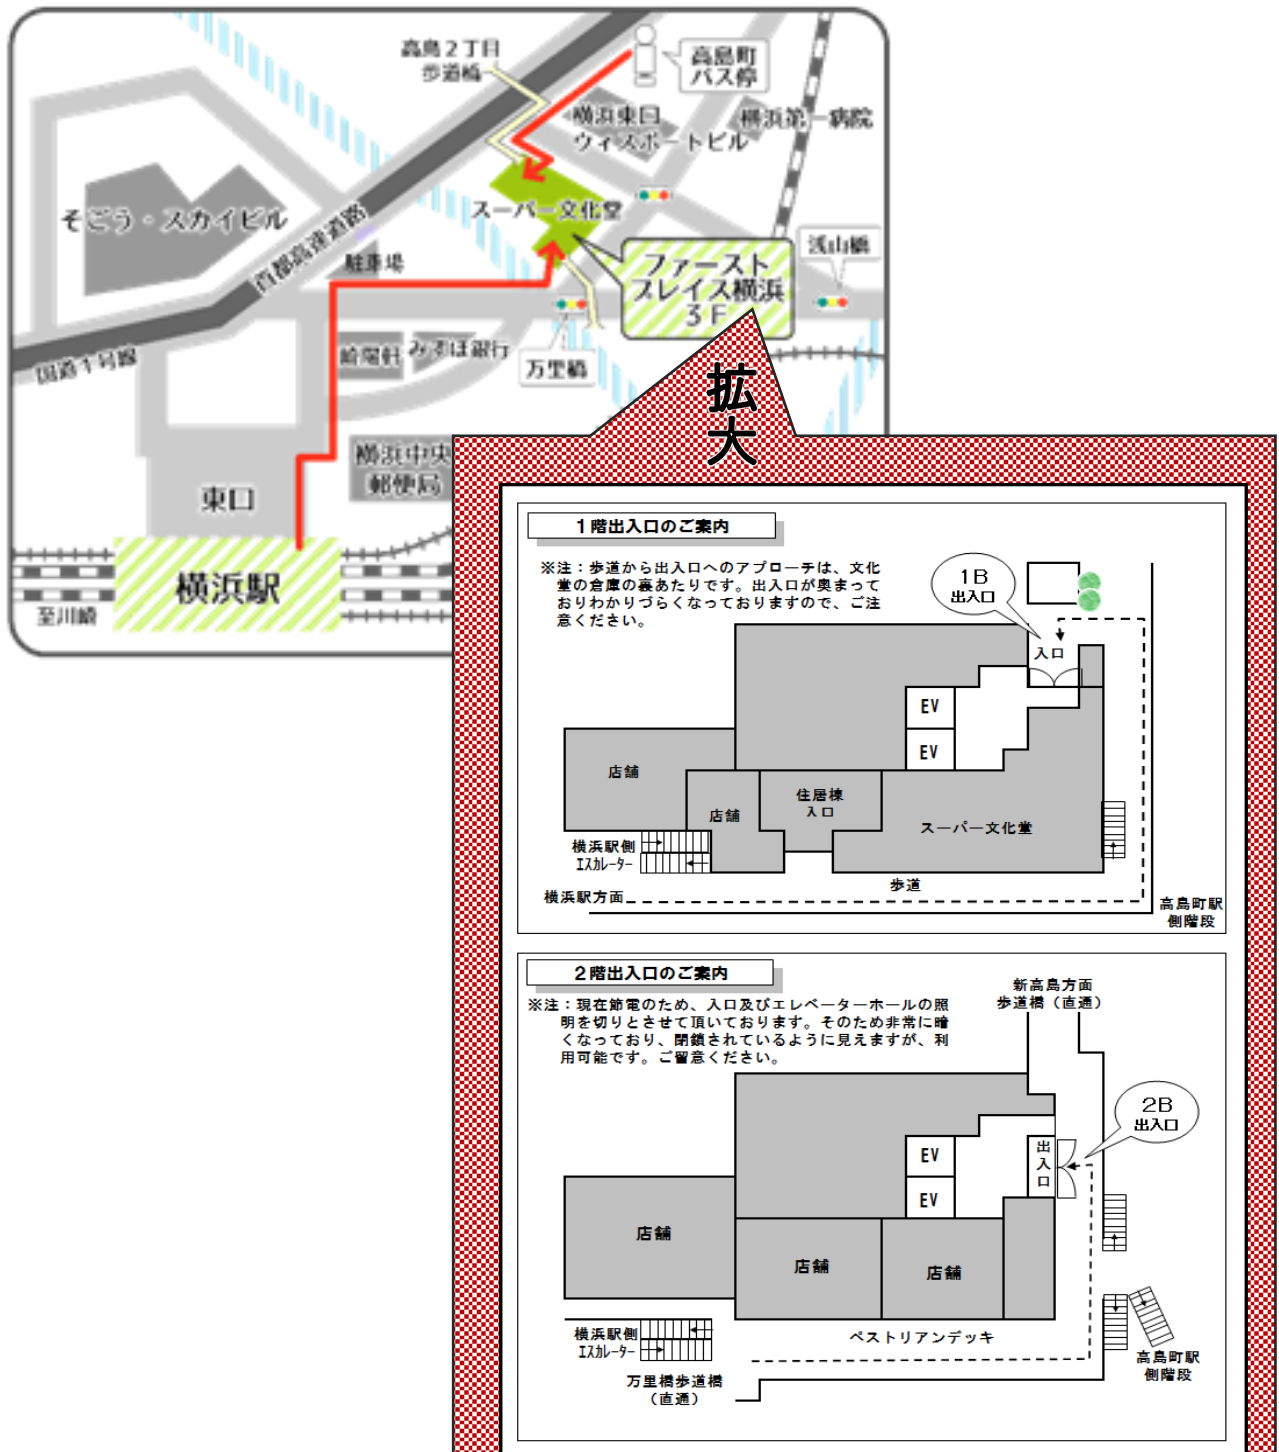 高島２丁目
歩道橋
高島町
バス停
横浜東口
ウィスポートビル
横浜第一病院
そごう・スカイビル
首都高速道路
駐車場
スーパー文化堂
浅山橋
ファースト
プレイス横浜
３Ｆ
国道１号線
崎陽軒
みずほ銀行
万里橋
拡大
横浜中央
郵便局
東口
横浜駅
至川崎
１階出入口のご案内
※注：歩道から出入口へのアプローチは、文化
堂の倉庫の裏あたりです。出入口が奥まって
おりわかりづらくなっておりますので、ご注
意ください。
1B
出入口
入口
EV
EV
店舗
店舗
住居棟
入口
スーパー文化堂
横浜駅側
エスカレーター
歩道
横浜駅方面
高島町駅
側階段
２階出入口のご案内
※注：現在節電のため、入口及びエレベーターホールの照
明を切りとさせて頂いております。そのため非常に暗
くなっており、閉鎖されているように見えますが、利
用可能です。ご留意ください。
新高島方面
歩道橋（直通）
2B
出入口
出入口
EV
EV
店舗
店舗
店舗
横浜駅側
エスカレーター
ペストリアンデッキ
高島町駅
側階段
万里橋歩道橋
（直通）